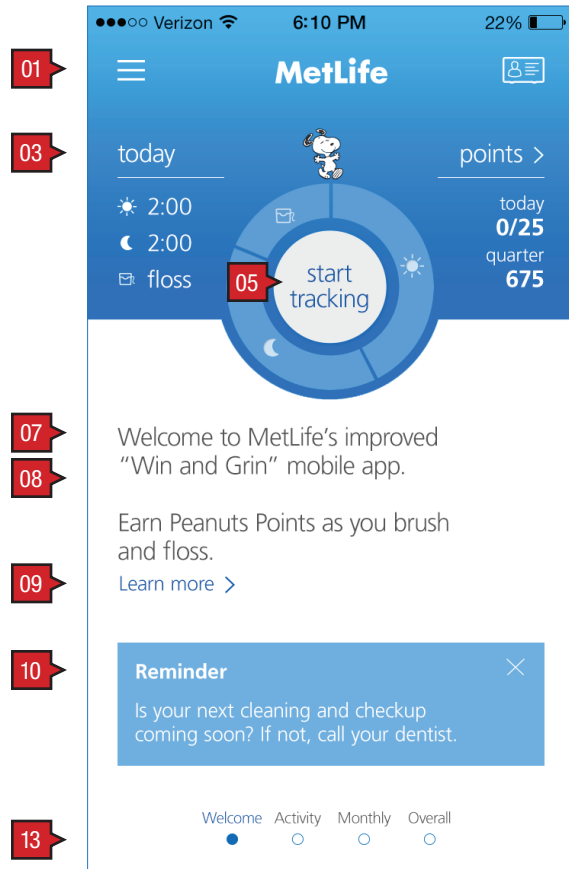 Verizon 6:10 PM 22%
01
MetLife
03
today
points >
2:00
2:00
floss
today
0/25
quarter
675
05
start
tracking
07
Welcome to MetLife’s improved
08
“Win and Grin” mobile app.
Earn Peanuts Points as you brush
and floss.
09
Learn more >
10
Reminder
Is your next cleaning and checkup
coming soon? If not, call your dentist.
Welcome Activity Monthly Overall
13